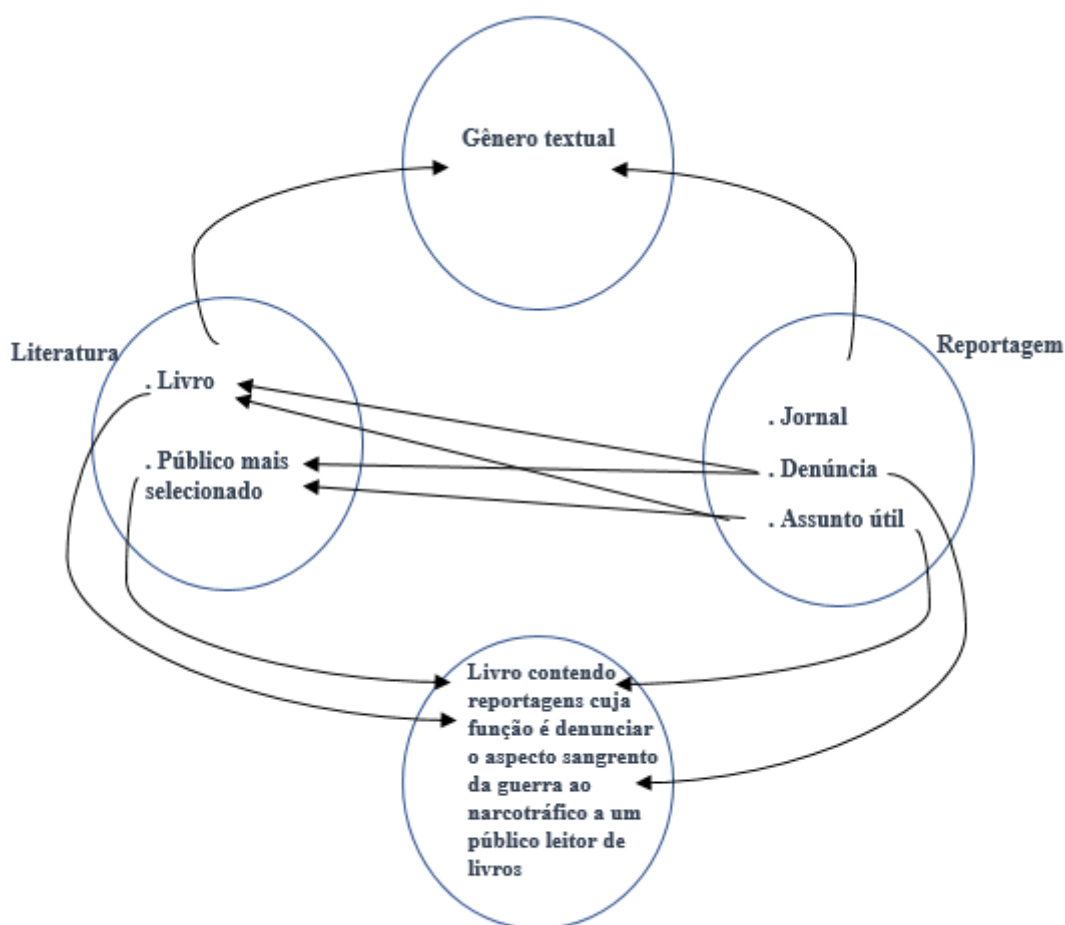 Gênero textual
Literatura
. Livro
. Público mais
selecionado
Reportagem
. Jornal
. Denúncia
. Assunto útil
Livro contendo
reportagens cuja
função é denunciar
o aspecto sangrento
da guerra ao
narcotráfico a um
público leitor de
livros